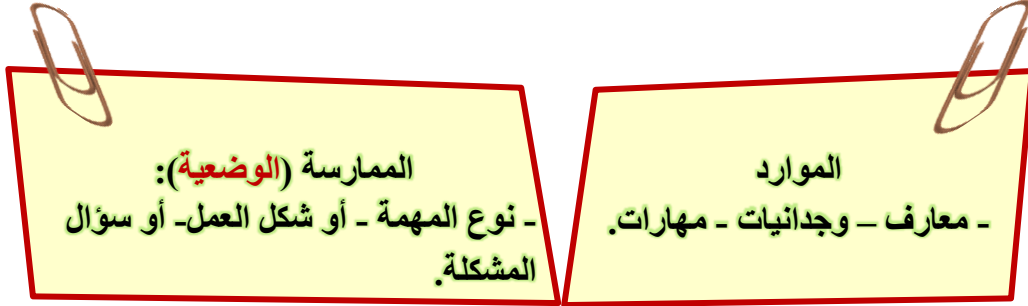 الموارد
- معارف – وجدانيات - مهارات.
الممارسة (الوضعية):
- نوع المهمة - أو شكل العمل- أو سؤال
المشكلة.